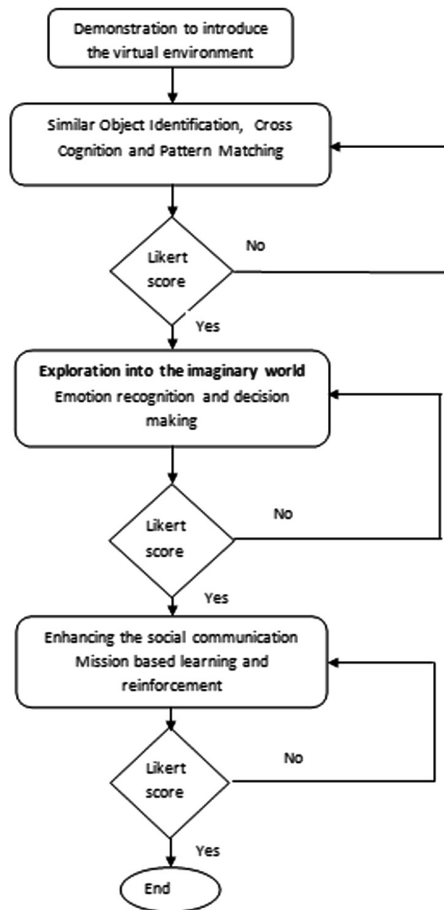 Demonstration to introduce
the virtual environment
Similar Object Identification, Cross
Cognition and Pattern Matching
Likert
score
No
Yes
Exploration into the imaginary world
Emotion recognition and decision
making
Likert
score
No
Yes
Enhancing the social communication
Mission based learning and
reinforcement
Likert
score
No
Yes
End